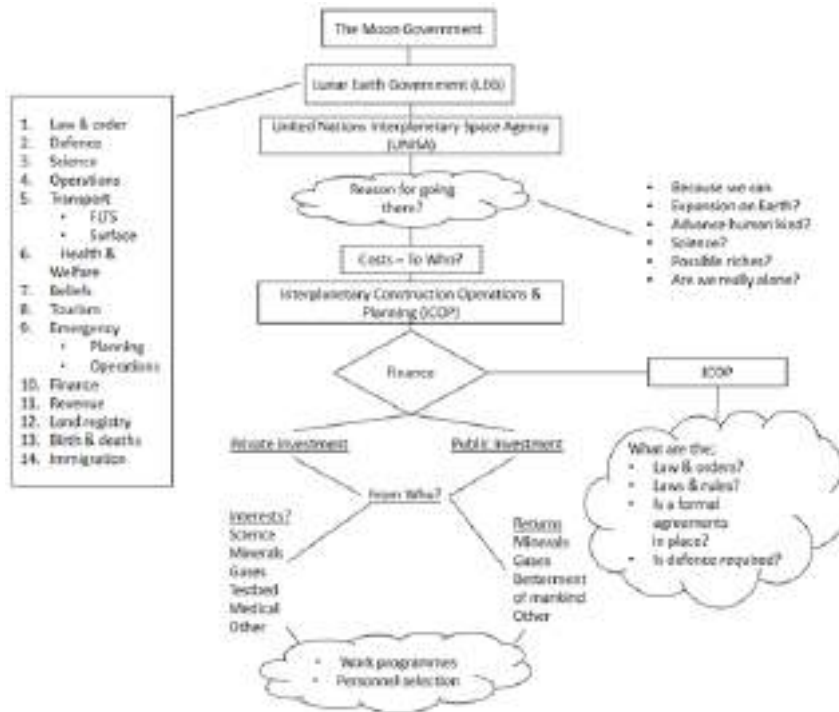 The Moon Government
Lunar Earth Government (LEG)
United Nations Interplanetary Space Agency
(UNISA)
Reason for going
there?
Costs – To Who?
Interplanetary Construction Operations &
Planning (ICOP)
Finance
1. Law & order
2. Defence
3. Science
4. Operations
5. Transport
• FLTS
• Surface
6. Health &
Welfare
7. Beliefs
8. Tourism
9. Emergency
• Planning
• Operations
10. Finance
11. Revenue
12. Land registry
13. Birth & deaths
14. Immigration
• Because we can
• Expansion on Earth?
• Advance human kind?
• Science?
• Possible riches?
• Are we really alone?
ICOP
What are the;
• Law & orders?
• Laws & rules?
• Is a formal
agreements
in place?
• Is defence required?
Private Investment
Public Investment
From Who?
Interests?
Science
Minerals
Gases
Testbed
Medical
Other
Returns
Minerals
Gases
Betterment
of mankind
Other
• Work programmes
• Personnel selection